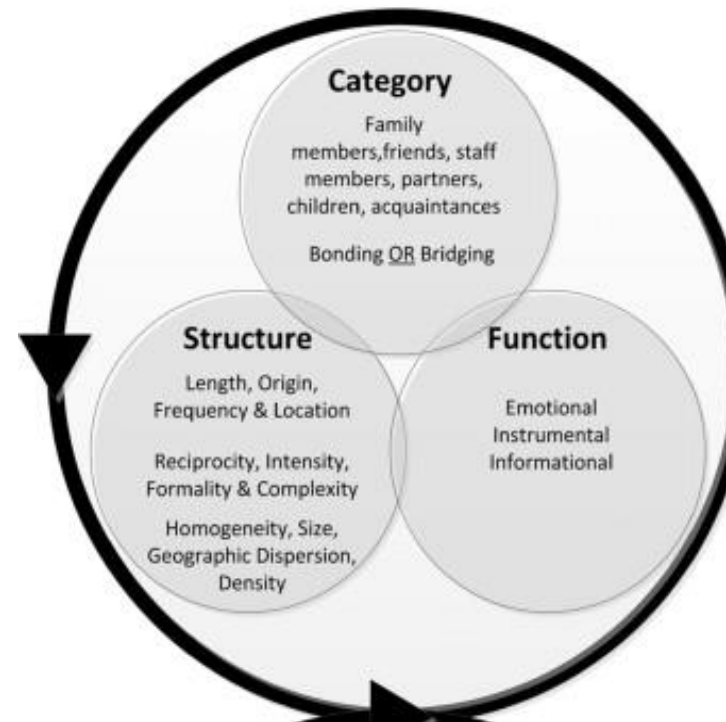 Category
Family
members,friends, staff
members, partners,
children, acquaintances
Bonding OR Bridging
Structure
Length, Origin,
Frequency & Location
Reciprocity, Intensity,
Formality & Complexity
Homogeneity, Size,
Geographic Dispersion,
Density
Function
Emotional
Instrumental
Informational